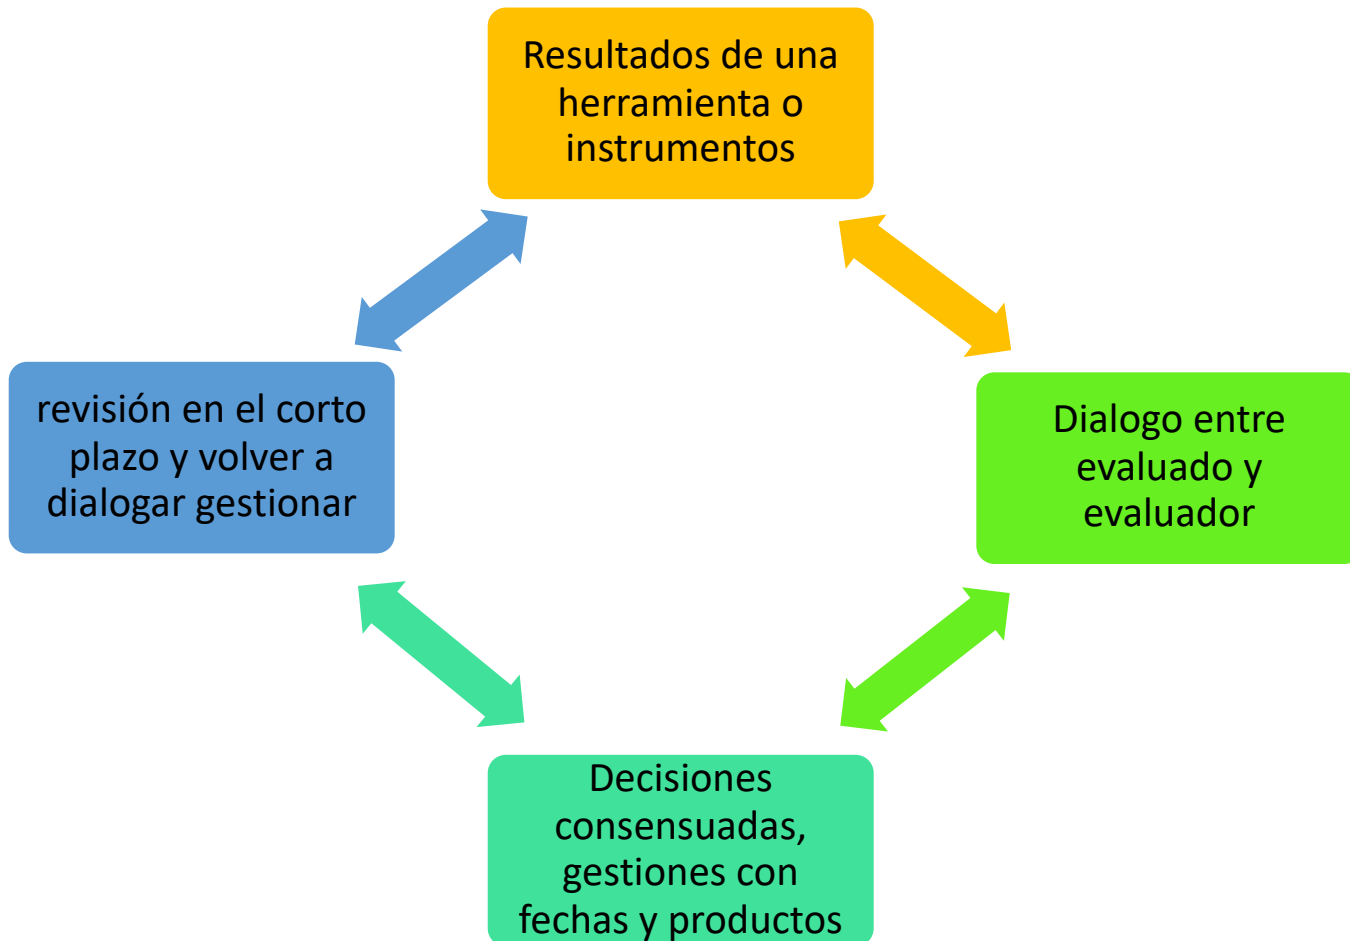 Resultados de una
herramienta o
instrumentos
revisión en el corto
plazo y volver a
dialogar gestionar
Dialogo entre
evaluado y
evaluador
Decisiones
consensuadas,
gestiones con
fechas y productos